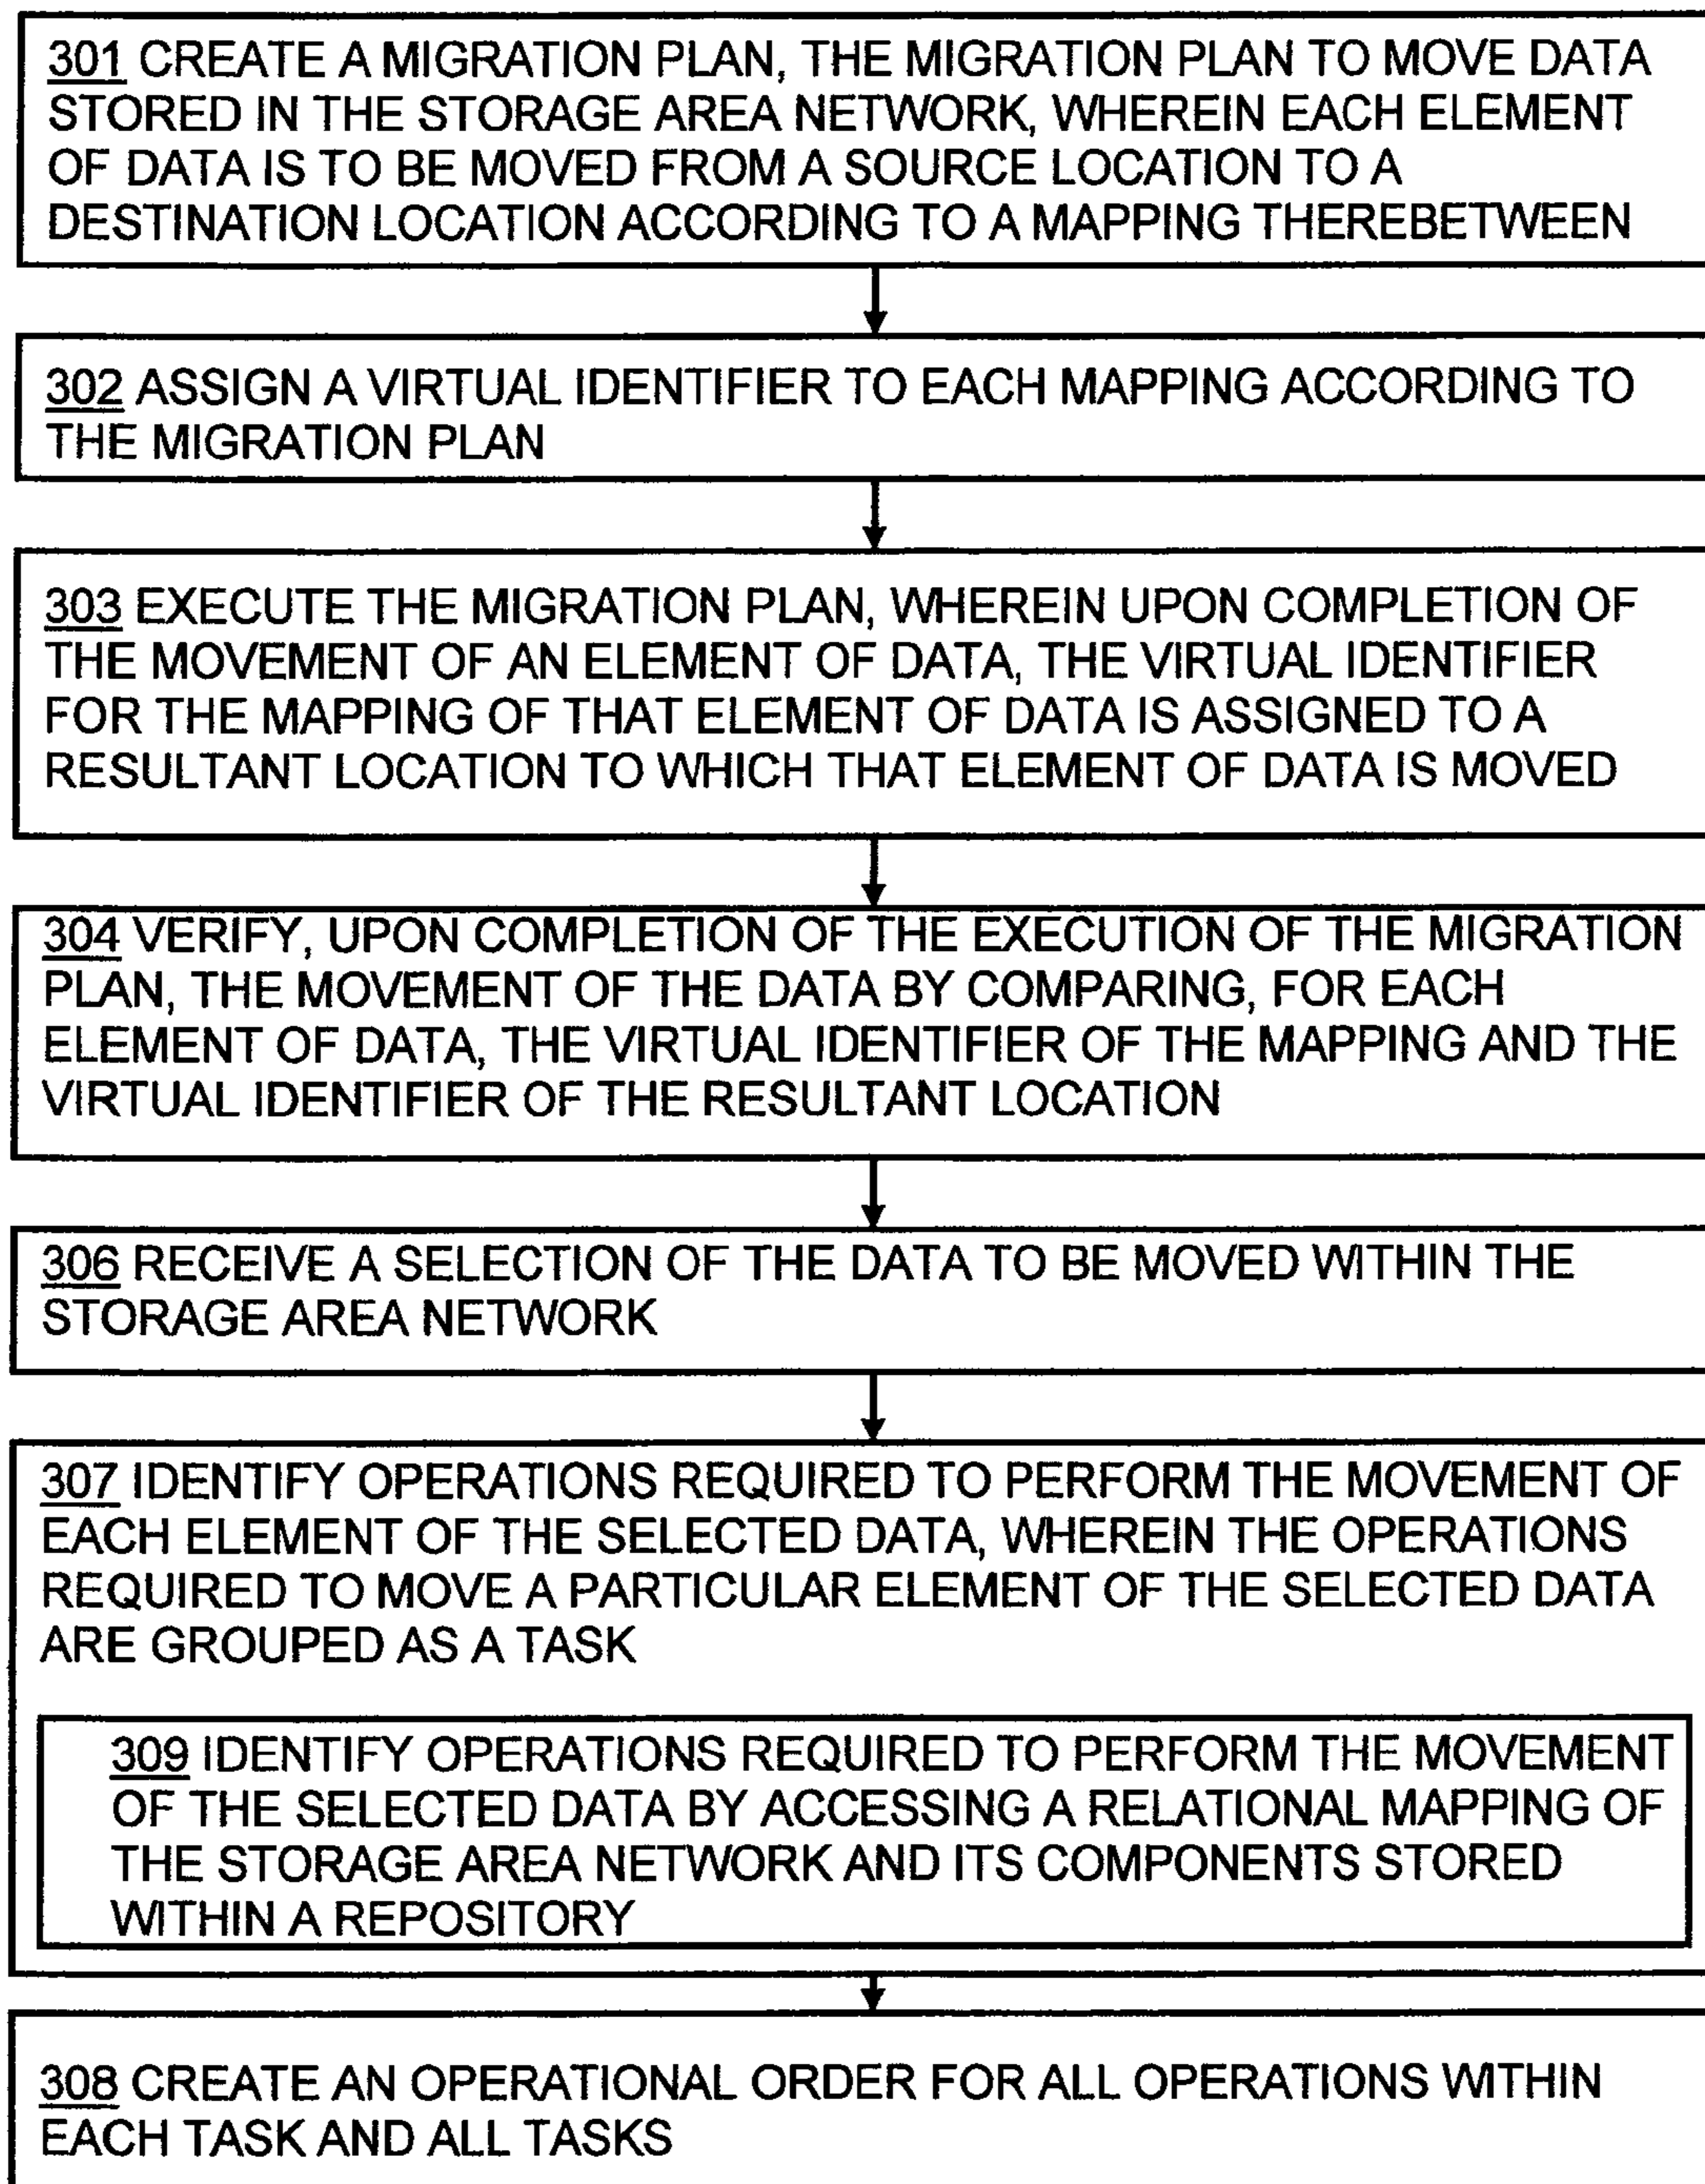 301 CREATE A MIGRATION PLAN, THE MIGRATION PLAN TO MOVE DATA
STORED IN THE STORAGE AREA NETWORK, WHEREIN EACH ELEMENT
OF DATA IS TO BE MOVED FROM A SOURCE LOCATION TO A
DESTINATION LOCATION ACCORDING TO A MAPPING THEREBETWEEN
302 ASSIGN A VIRTUAL IDENTIFIER TO EACH MAPPING ACCORDING TO
THE MIGRATION PLAN
303 EXECUTE THE MIGRATION PLAN, WHEREIN UPON COMPLETION OF
THE MOVEMENT OF AN ELEMENT OF DATA, THE VIRTUAL IDENTIFIER
FOR THE MAPPING OF THAT ELEMENT OF DATA IS ASSIGNED TO A
RESULTANT LOCATION TO WHICH THAT ELEMENT OF DATA IS MOVED
304 VERIFY, UPON COMPLETION OF THE EXECUTION OF THE MIGRATION
PLAN, THE MOVEMENT OF THE DATA BY COMPARING, FOR EACH
ELEMENT OF DATA, THE VIRTUAL IDENTIFIER OF THE MAPPING AND THE
VIRTUAL IDENTIFIER OF THE RESULTANT LOCATION
306 RECEIVE A SELECTION OF THE DATA TO BE MOVED WITHIN THE
STORAGE AREA NETWORK
307 IDENTIFY OPERATIONS REQUIRED TO PERFORM THE MOVEMENT OF
EACH ELEMENT OF THE SELECTED DATA, WHEREIN THE OPERATIONS
REQUIRED TO MOVE A PARTICULAR ELEMENT OF THE SELECTED DATA
ARE GROUPED AS A TASK
309 IDENTIFY OPERATIONS REQUIRED TO PERFORM THE MOVEMENT
OF THE SELECTED DATA BY ACCESSING A RELATIONAL MAPPING OF
THE STORAGE AREA NETWORK AND ITS COMPONENTS STORED
WITHIN A REPOSITORY
308 CREATE AN OPERATIONAL ORDER FOR ALL OPERATIONS WITHIN
EACH TASK AND ALL TASKS